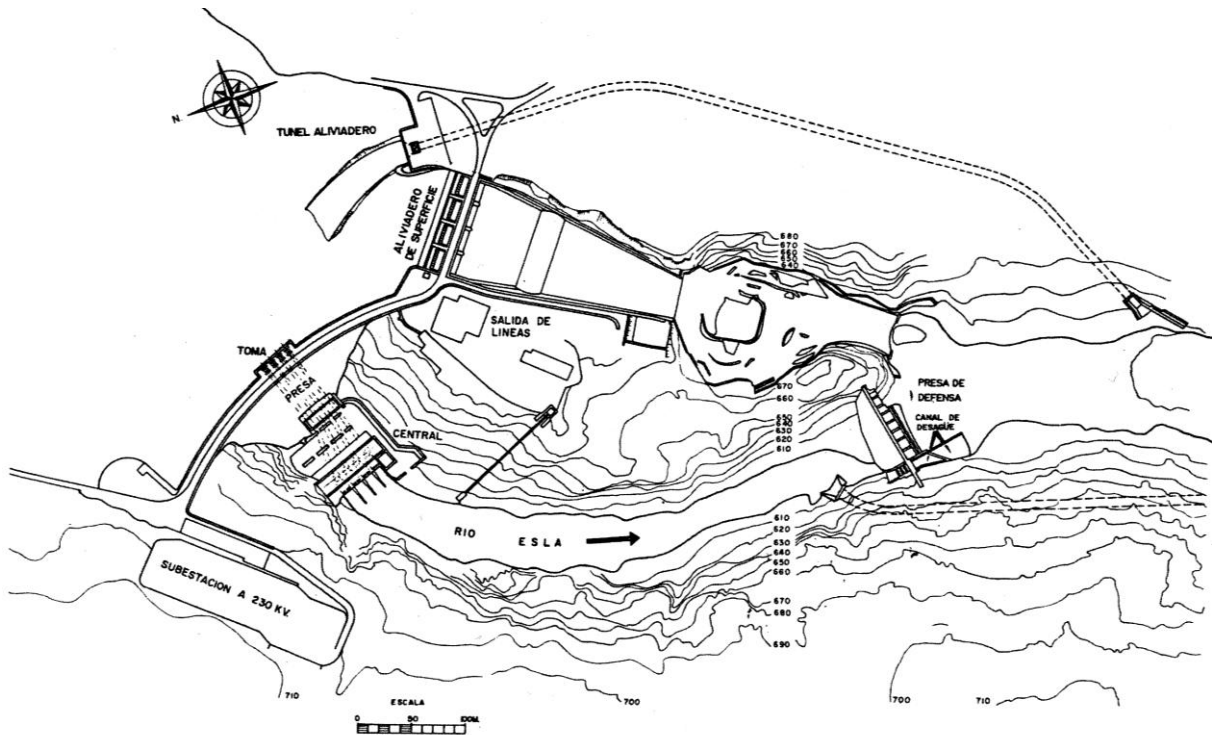 N.
TUNEL ALIVIADERO
ALIVIADERO
DE SUPERFICIE
680
670
660
650
640
SALIDA DE
LINEAS
TOMA
PRESA
CENTRAL
670
660
650
640
630
620
610
PRESA DE
DEFENSA
CANAL DE
DESAGÜE
RIO ESLA
610
620
630
640
650
660
670
680
690
SUBESTACION A 230 KV.
710
700
700
710
ESCALA
0 50 100M.